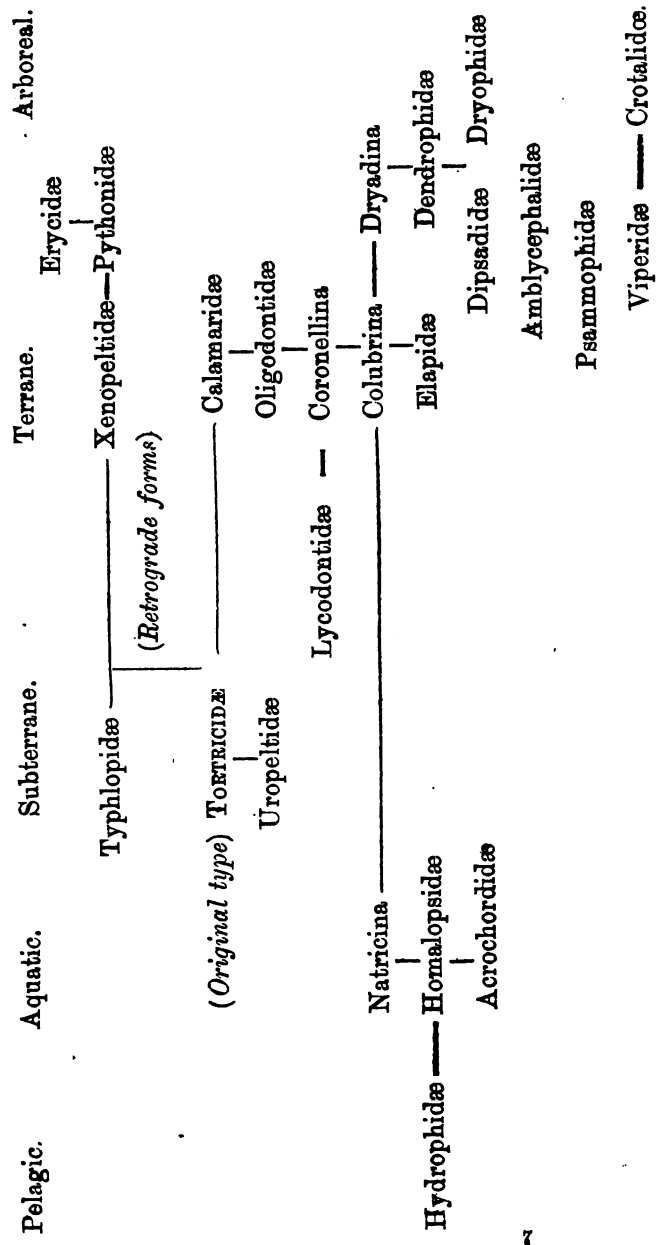 Pelagic. Aquatic. Subterrane. Terrane. Arboreal.
Erycidæ
Typhlopidæ Xenopeltidæ Pythonidæ
(Retrograde forms)
(Original type) TORTRICIDÆ Calamaridæ
Uropeltidæ Oligodontidæ
Lycodontidæ Coronellina
Natricina Colubrina Dryadina
Hydrophidæ Homalopsidæ Elapidæ Dendrophidæ
Acrochordidæ Dipsadidæ Dryophidæ
Amblycephalidæ
Psammophidæ
Viperidæ Crotalidœ.
7